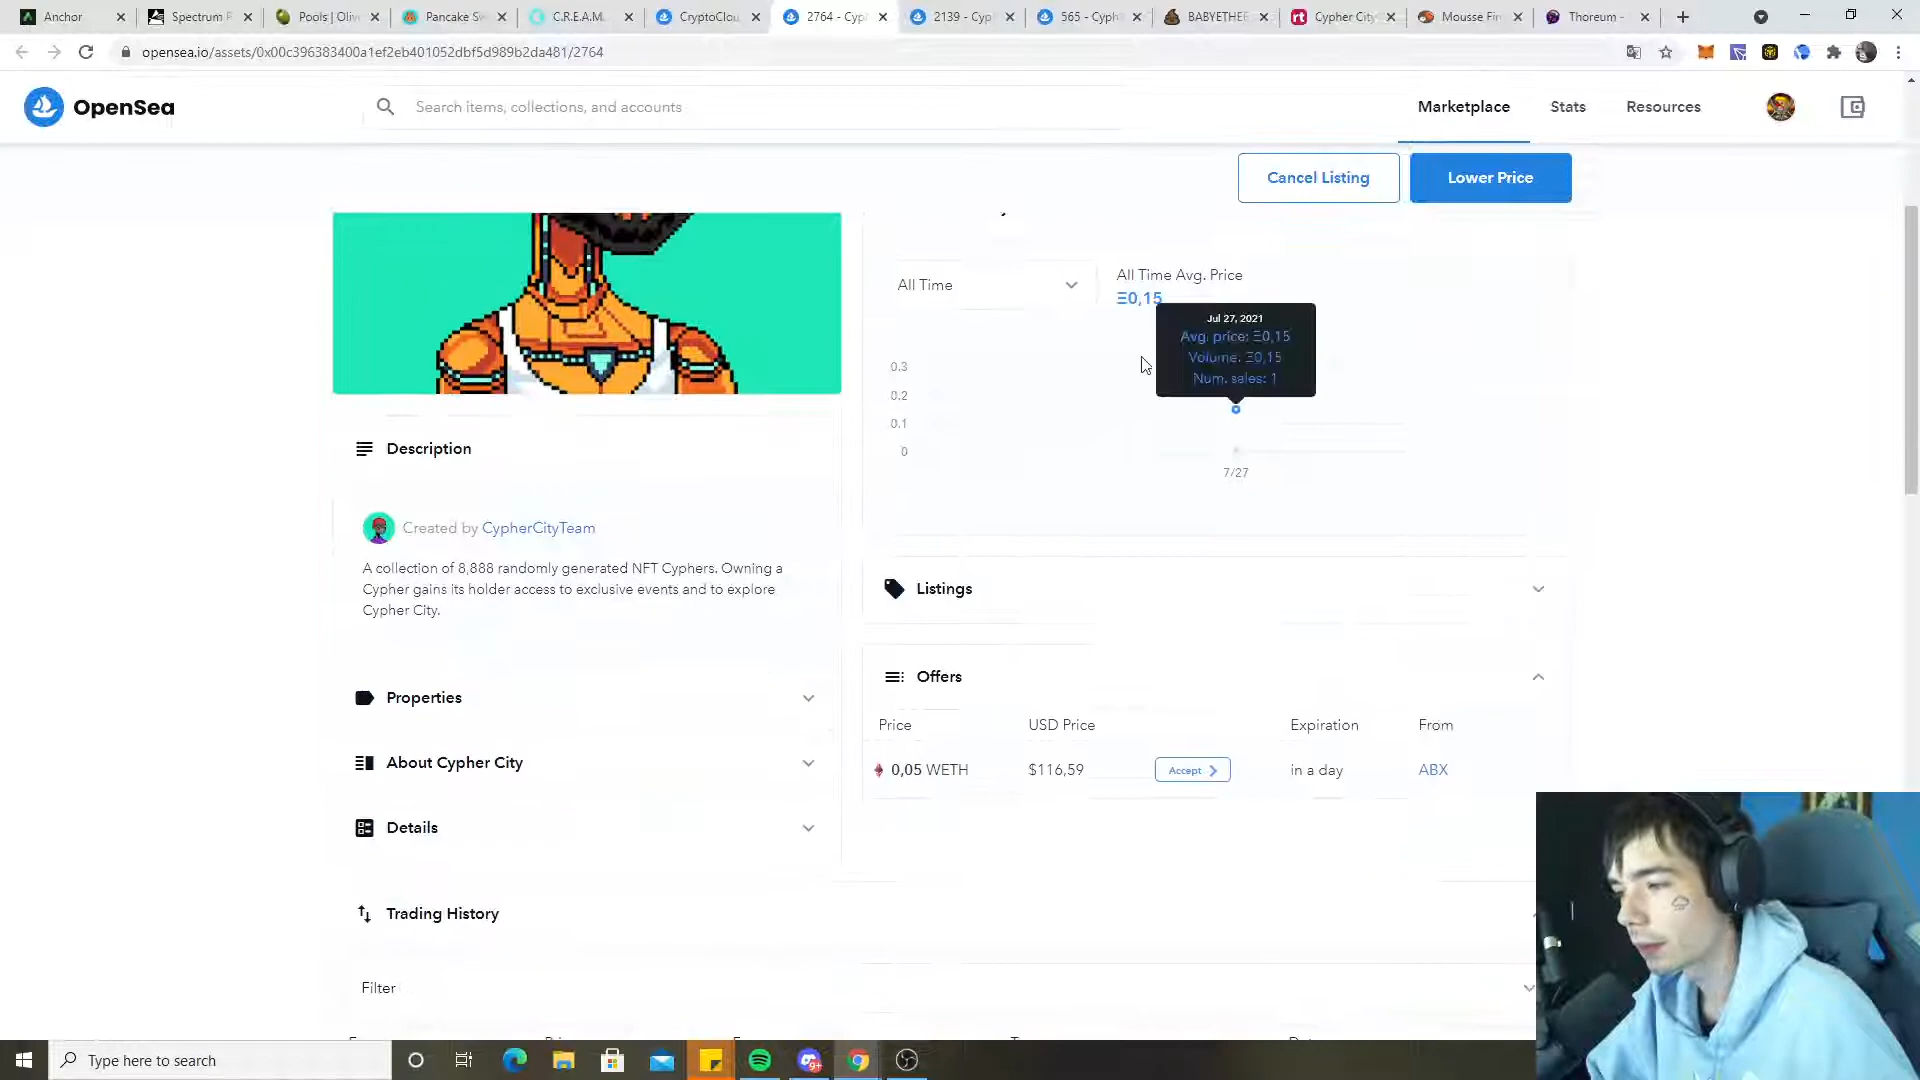 Anchor
Spectrum P
Pools | Oliv
Pancake Sw
C.R.E.A.M.
CryptoClou
2764 - Cyp
2139 - Cyp
565 - Cyph
BABYETHE
Cypher City
Mousse Fin
Thoreum -
opensea.io/assets/0x00c396383400a1ef2eb401052dbf5d989b2da481/2764
OpenSea
Search items, collections, and accounts
Marketplace
Stats
Resources
Cancel Listing
Lower Price
All Time
All Time Avg. Price
Ξ0,15
Jul 27, 2021
Avg. price: Ξ0,15
Volume: Ξ0,15
Num. sales: 1
0.3
0.2
0.1
0
7/27
Description
Created by CypherCityTeam
A collection of 8,888 randomly generated NFT Cyphers. Owning a
Cypher gains its holder access to exclusive events and to explore
Cypher City.
Properties
About Cypher City
Details
Listings
Offers
Price
USD Price
Expiration
From
0,05 WETH
$116,59
Accept
in a day
ABX
Trading History
Filter
Type here to search
9+